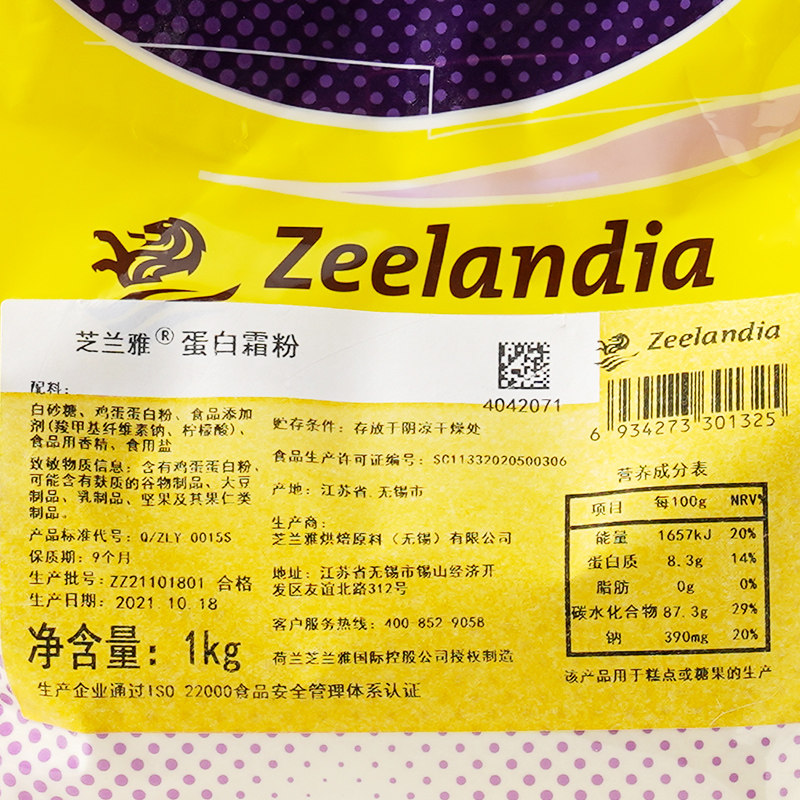 Zeelandia
芝兰雅® 蛋白霜粉
4042071
Zeelandia
6 934273 301325
配料:
白砂糖、鸡蛋蛋白粉、食品添加
剂(羧甲基纤维素钠、柠檬酸)、
食品用香精、食用盐
致敏物质信息: 含有鸡蛋蛋白粉、
可能含有麸质的谷物制品、大豆
制品、乳制品、坚果及其果仁类
制品。
产品标准代号: Q/ZLY 0015S
保质期: 9个月
生产批号: ZZ21101801 合格
生产日期: 2021.10.18
净含量: 1kg
生产企业通过ISO 22000食品安全管理体系认证
贮存条件: 存放于阴凉干燥处
食品生产许可证编号: SC11332020500306
产地: 江苏省.无锡市
生产商:
芝兰雅烘焙原料（无锡）有限公司
地址: 江苏省无锡市锡山经济开
发区友谊北路312号
客户服务热线: 400-852-9058
荷兰芝兰雅国际控股公司授权制造
营养成分表
项目 每100g NRV%
能量 1657kJ 20%
蛋白质 8.3g 14%
脂肪 0g 0%
碳水化合物 87.3g 29%
钠 390mg 20%
该产品用于糕点或糖果的生产